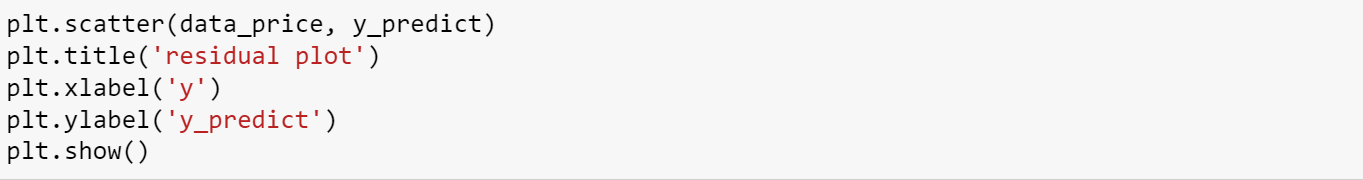 plt.scatter(data_price, y_predict)
plt.title('residual plot')
plt.xlabel('y')
plt.ylabel('y_predict')
plt.show()